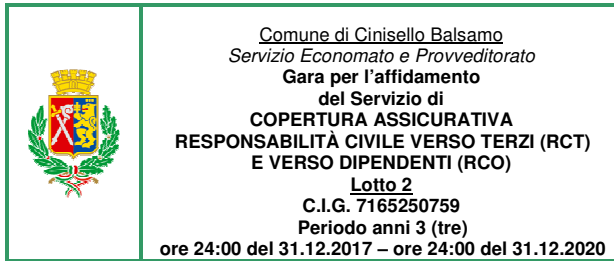 Comune di Cinisello Balsamo
Servizio Economato e Provveditorato
Gara per l'affidamento
del Servizio di
COPERTURA ASSICURATIVA
RESPONSABILITÀ CIVILE VERSO TERZI (RCT)
E VERSO DIPENDENTI (RCO)
Lotto 2
C.I.G. 7165250759
Periodo anni 3 (tre)
ore 24:00 del 31.12.2017 – ore 24:00 del 31.12.2020